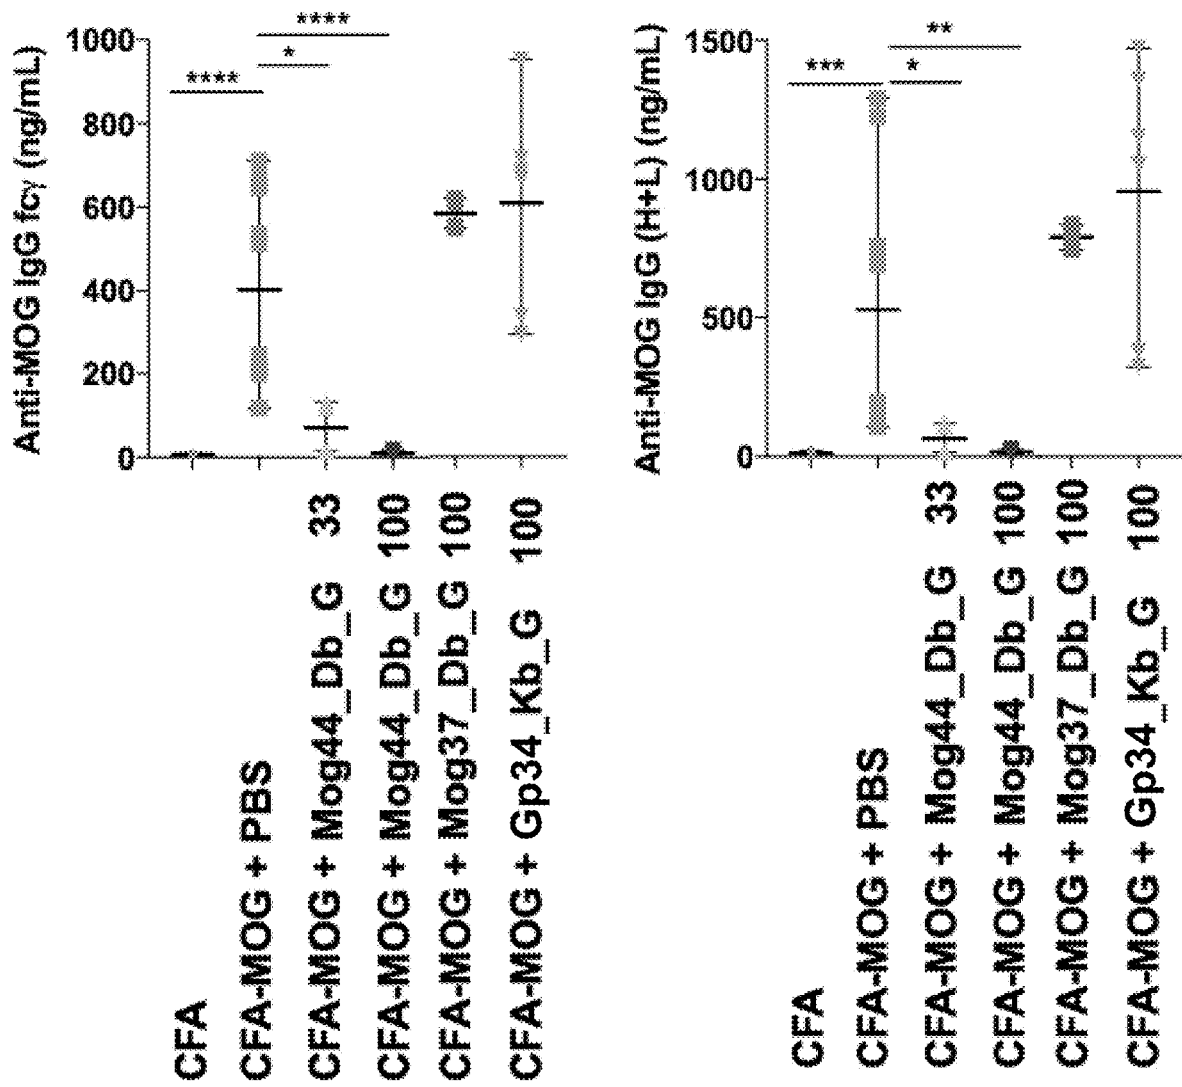 Anti-MOG IgG fcγ (ng/mL)
1000
800
600
400
200
0
****
*
****
CFA
CFA-MOG + PBS
CFA-MOG + Mog44_Db_G 33
CFA-MOG + Mog44_Db_G 100
CFA-MOG + Mog37_Db_G 100
CFA-MOG + Gp34_Kb_G 100
Anti-MOG IgG (H+L) (ng/mL)
1500
1000
500
0
**
***
*
CFA
CFA-MOG + PBS
CFA-MOG + Mog44_Db_G 33
CFA-MOG + Mog44_Db_G 100
CFA-MOG + Mog37_Db_G 100
CFA-MOG + Gp34_Kb_G 100